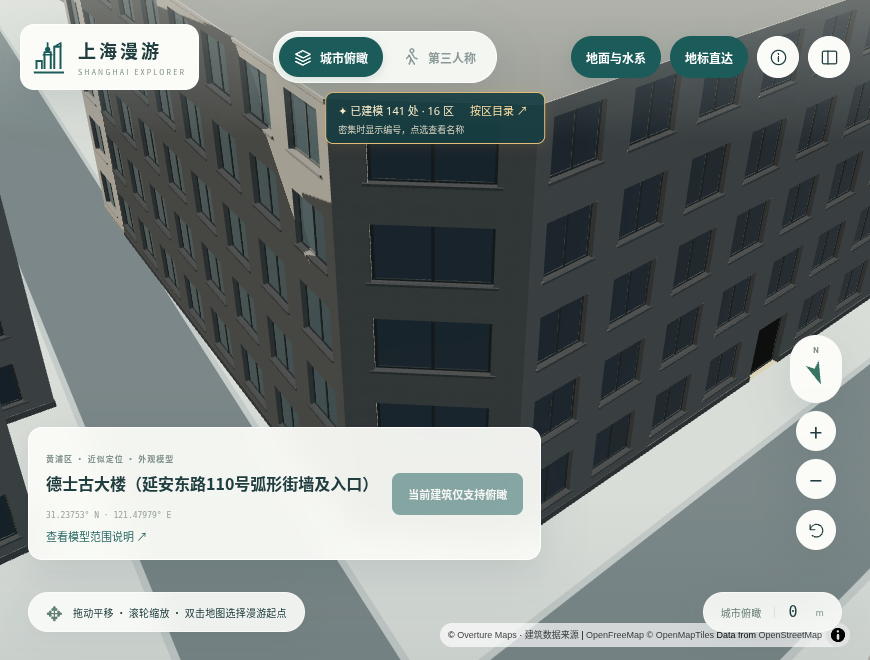 上海漫游
SHANGHAI EXPLORER
城市俯瞰
第三人称
地面与水系
地标直达
✦ 已建模 141 处 · 16 区 按区目录 ↗
密集时显示编号，点选查看名称
N
黄浦区 · 近似定位 · 外观模型
德士古大楼（延安东路110号弧形街墙及入口）
31.23753° N · 121.47979° E
查看模型范围说明 ↗
当前建筑仅支持俯瞰
拖动平移 · 滚轮缩放 · 双击地图选择漫游起点
城市俯瞰 0 m
© Overture Maps · 建筑数据来源 | OpenFreeMap © OpenMapTiles Data from OpenStreetMap